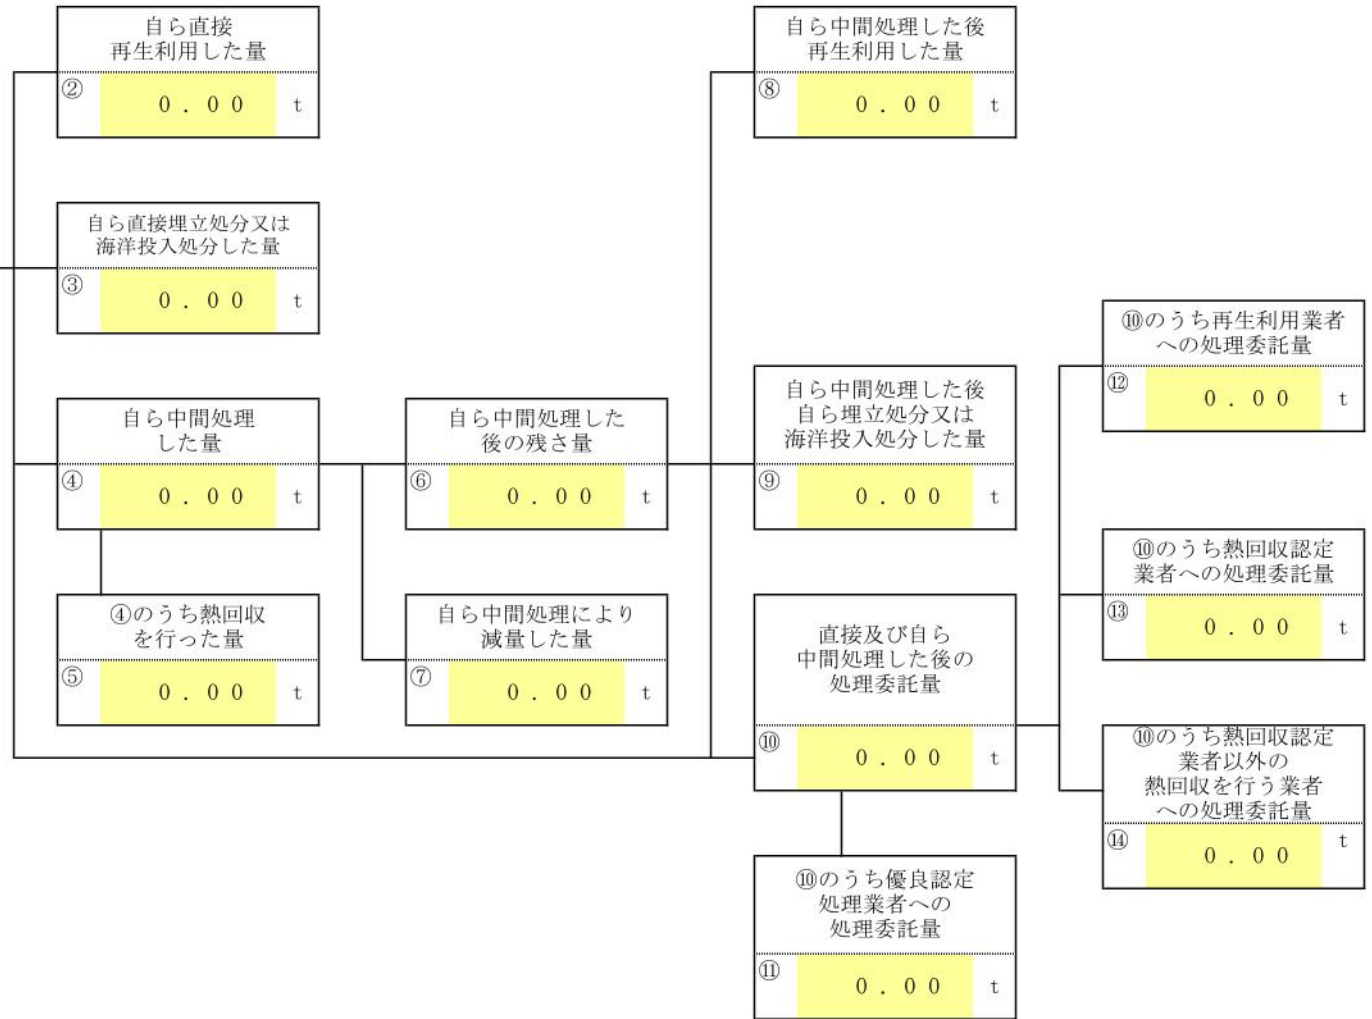 自ら直接
再生利用した量
② 0.00 t
自ら中間処理した後
再生利用した量
⑧ 0.00 t
自ら直接埋立処分又は
海洋投入処分した量
③ 0.00 t
⑩のうち再生利用業者
への処理委託量
⑫ 0.00 t
自ら中間処理
した量
④ 0.00 t
自ら中間処理した
後の残さ量
⑥ 0.00 t
自ら中間処理した後
自ら埋立処分又は
海洋投入処分した量
⑨ 0.00 t
⑩のうち熱回収認定
業者への処理委託量
⑬ 0.00 t
④のうち熱回収
を行った量
⑤ 0.00 t
自ら中間処理により
減量した量
⑦ 0.00 t
直接及び自ら
中間処理した後の
処理委託量
⑩ 0.00 t
⑩のうち熱回収認定
業者以外の
熱回収を行う業者
への処理委託量
⑭ 0.00 t
⑩のうち優良認定
処理業者への
処理委託量
⑪ 0.00 t